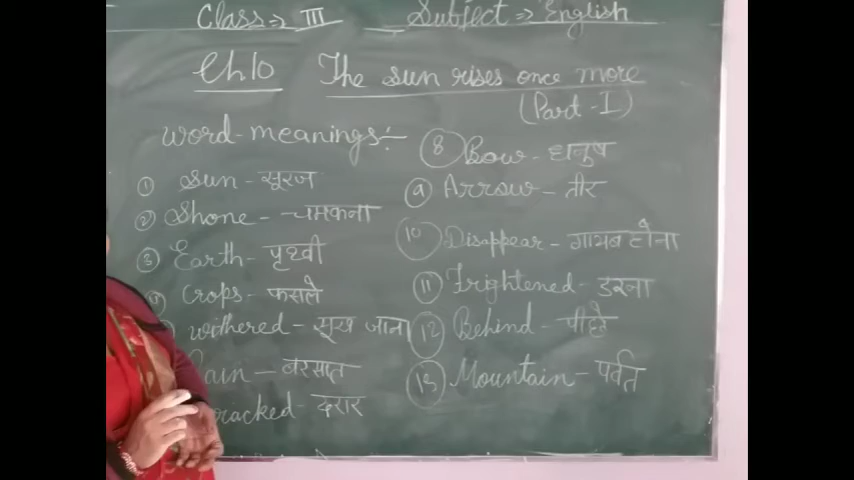 Class:⇒ III Subject ⇒ English
Ch 10 The sun rises once more
(Part-I)
word-meanings:-
① Sun - सूरज
② Shone - चमकना
③ Earth - पृथ्वी
④ Crops - फसले
withered - सूख जाना
Rain - बरसात
cracked - दरार
⑧ Bow - धनुष
⑨ Arrow - तीर
⑩ Disappear - गायब होना
⑪ Frightened - डरना
⑫ Behind - पीछे
⑬ Mountain - पर्वत